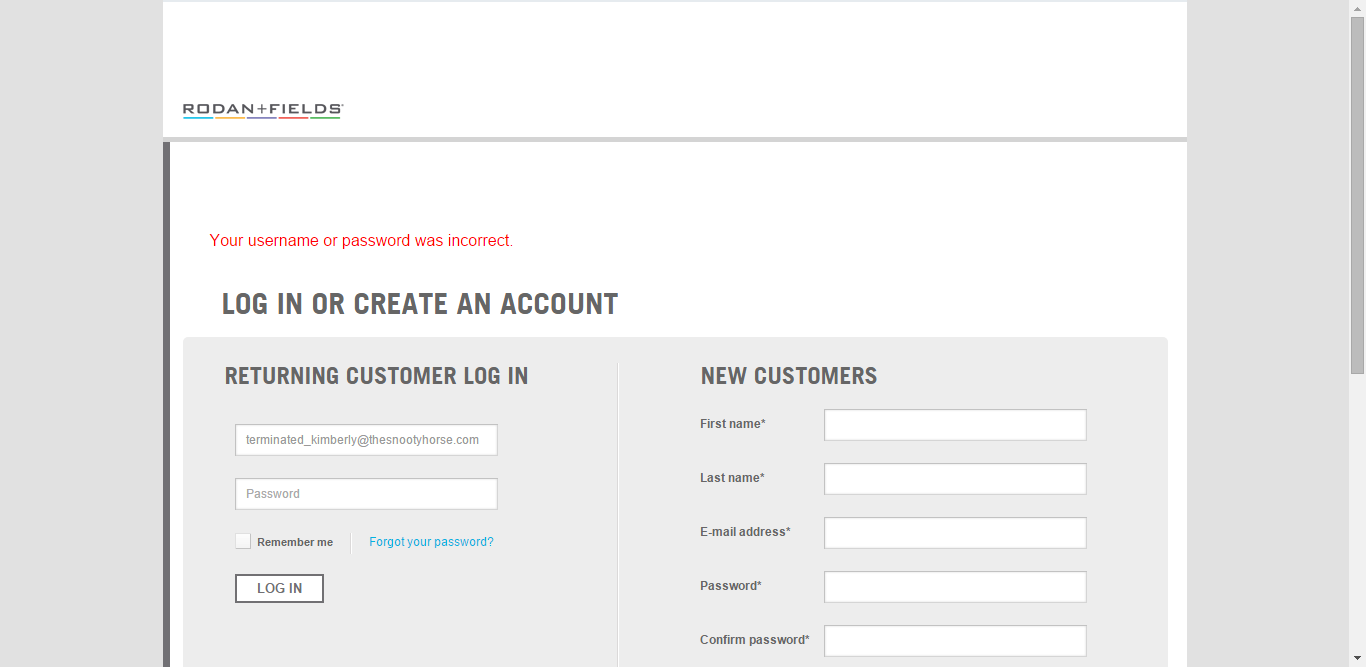 RODAN+FIELDS®
Your username or password was incorrect.
LOG IN OR CREATE AN ACCOUNT
RETURNING CUSTOMER LOG IN
terminated_kimberly@thesnootyhorse.com
Password
Remember me
Forgot your password?
LOG IN
NEW CUSTOMERS
First name*
Last name*
E-mail address*
Password*
Confirm password*